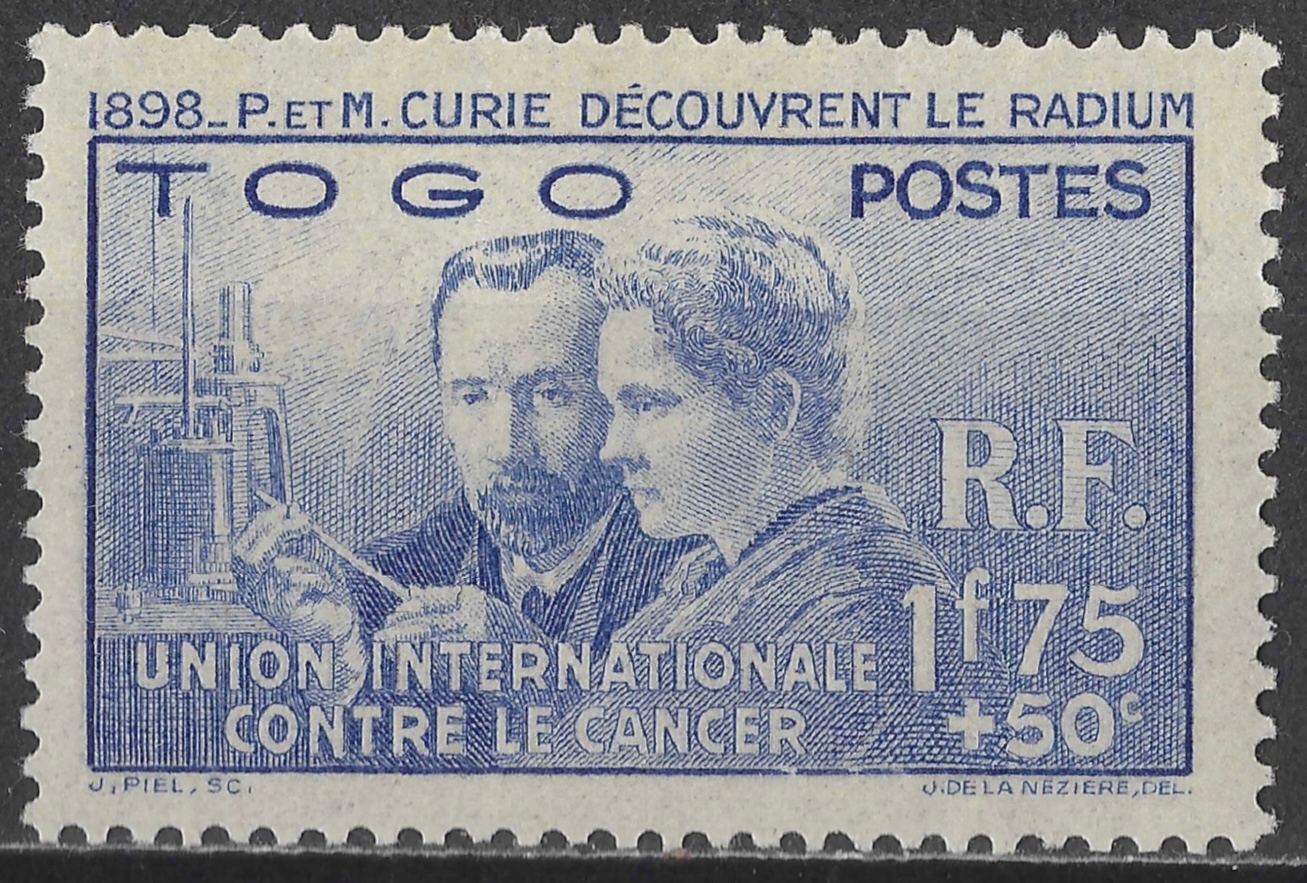 1898_P. ET M. CURIE DÉCOUVRENT LE RADIUM
TOGO POSTES
R.F.
1f75
UNION INTERNATIONALE
+50c
CONTRE LE CANCER
J. PIEL, SC. J. DE LA NÉZIÈRE, DEL.